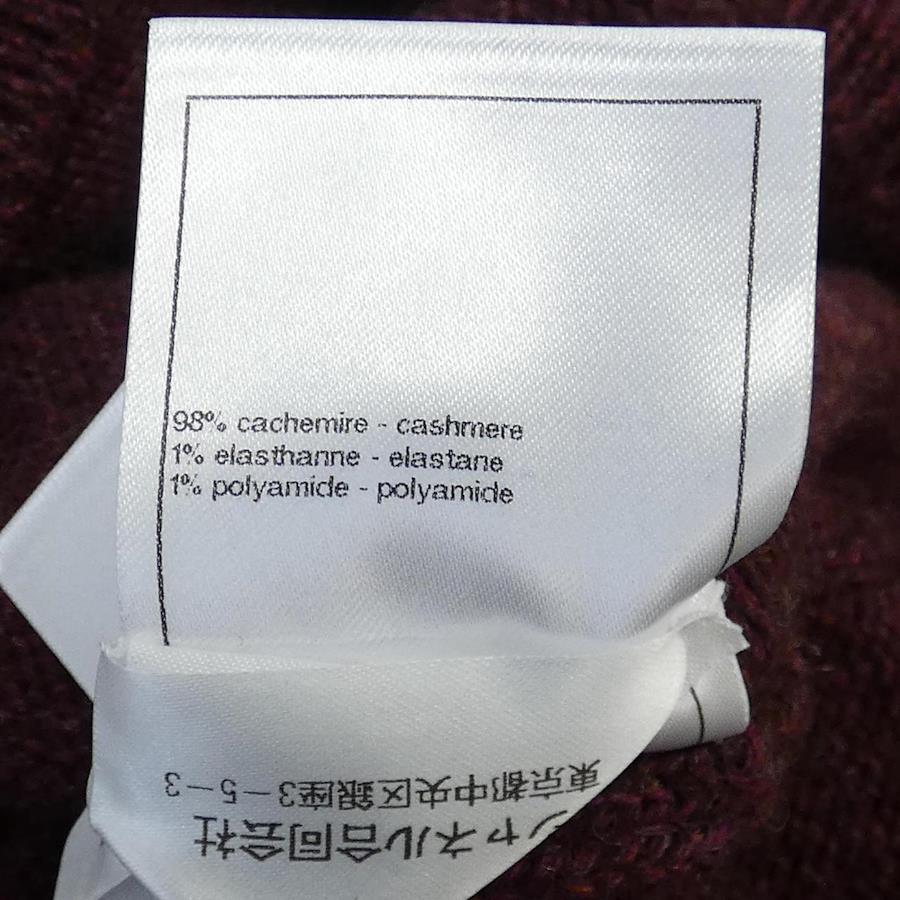 98% cachemire - cashmere
1% elasthanne - elastane
1% polyamide - polyamide
シャネル合同会社
東京都中央区銀座3-5-3